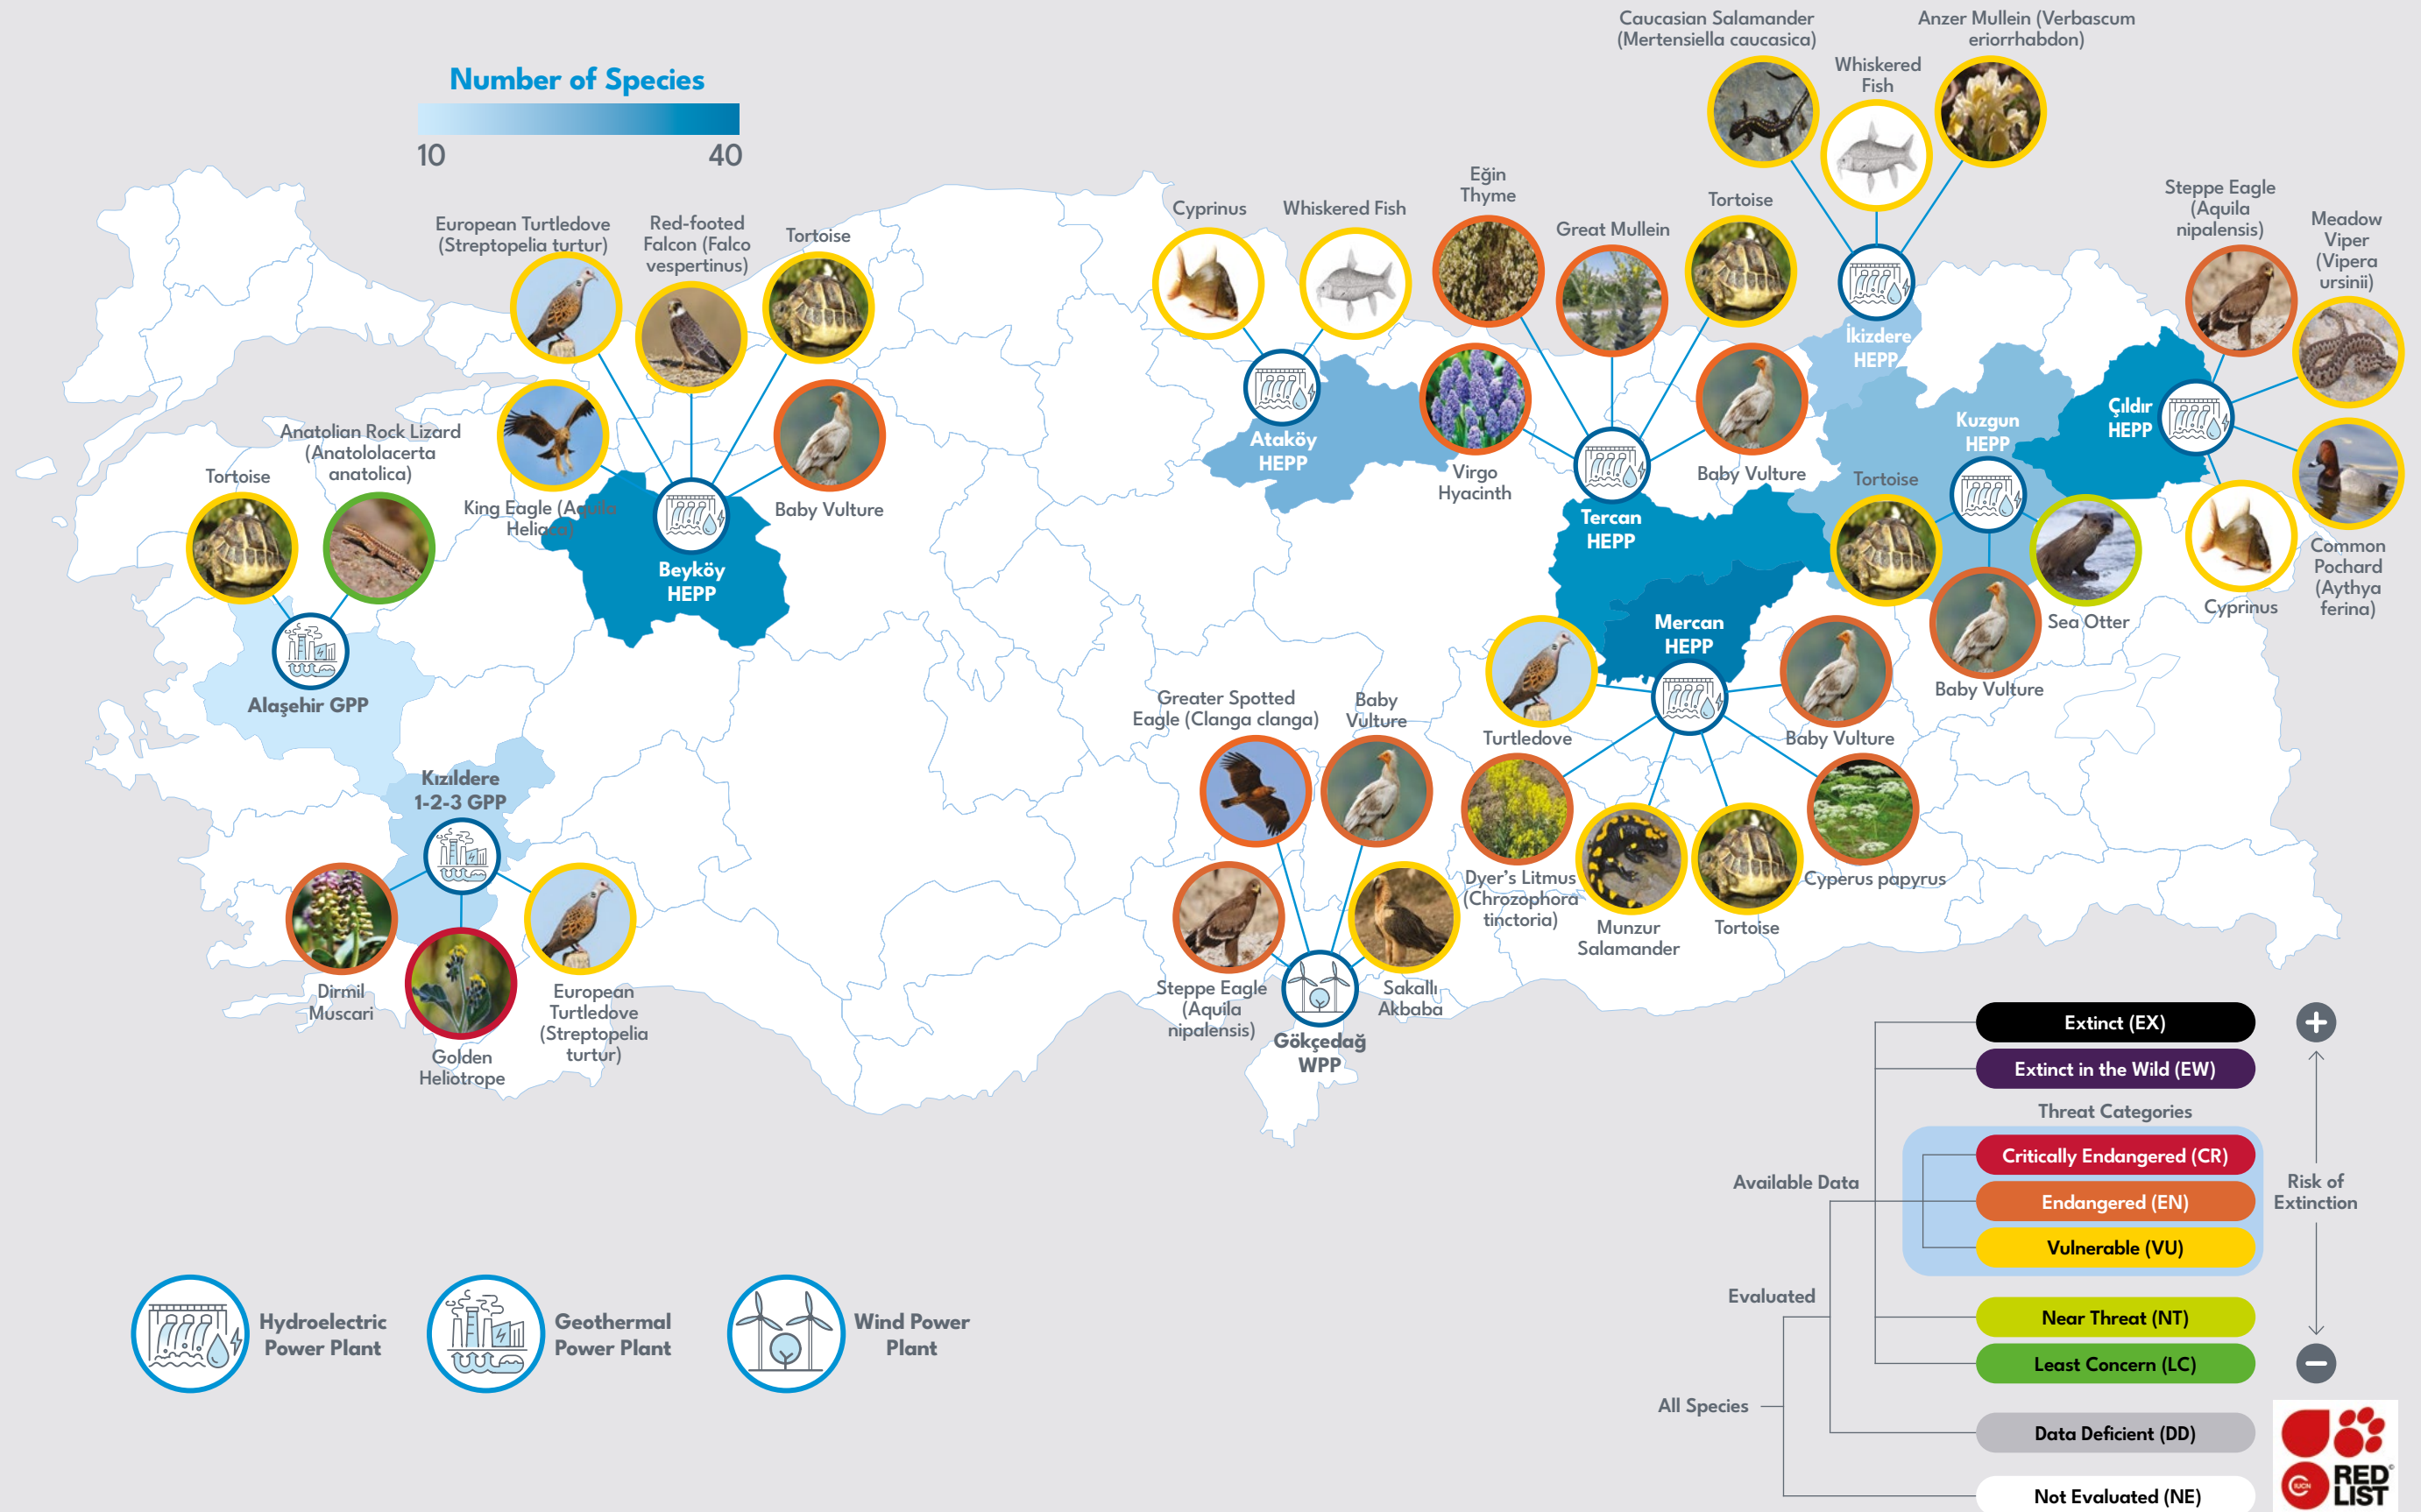 Number of Species
10
40
European Turtledove
(Streptopelia turtur)
Red-footed
Falcon (Falco
vespertinus)
Tortoise
King Eagle (Aquila
Heliaca)
Baby Vulture
Beyköy
HEPP
Tortoise
Anatolian Rock Lizard
(Anatololacerta
anatolica)
Alaşehir GPP
Kızıldere
1-2-3 GPP
Dirmil
Muscari
Golden
Heliotrope
European
Turtledove
(Streptopelia
turtur)
Cyprinus
Whiskered Fish
Ataköy
HEPP
Eğin
Thyme
Great Mullein
Tortoise
Virgo
Hyacinth
Baby Vulture
Tercan
HEPP
Caucasian Salamander
(Mertensiella caucasica)
Whiskered
Fish
Anzer Mullein (Verbascum
eriorrhabdon)
İkizdere
HEPP
Steppe Eagle
(Aquila
nipalensis)
Meadow
Viper
(Vipera
ursinii)
Çıldır
HEPP
Cyprinus
Common
Pochard
(Aythya
ferina)
Kuzgun
HEPP
Tortoise
Baby Vulture
Sea Otter
Mercan
HEPP
Turtledove
Baby Vulture
Dyer’s Litmus
(Chrozophora
tinctoria)
Munzur
Salamander
Tortoise
Cyperus papyrus
Greater Spotted
Eagle (Clanga clanga)
Baby
Vulture
Steppe Eagle
(Aquila
nipalensis)
Sakallı
Akbaba
Gökçedağ
WPP
Hydroelectric
Power Plant
Geothermal
Power Plant
Wind Power
Plant
All Species
Evaluated
Available Data
Extinct (EX)
Extinct in the Wild (EW)
Threat Categories
Critically Endangered (CR)
Endangered (EN)
Vulnerable (VU)
Near Threat (NT)
Least Concern (LC)
Data Deficient (DD)
Not Evaluated (NE)
+
Risk of
Extinction
−
IUCN
RED
LIST
©